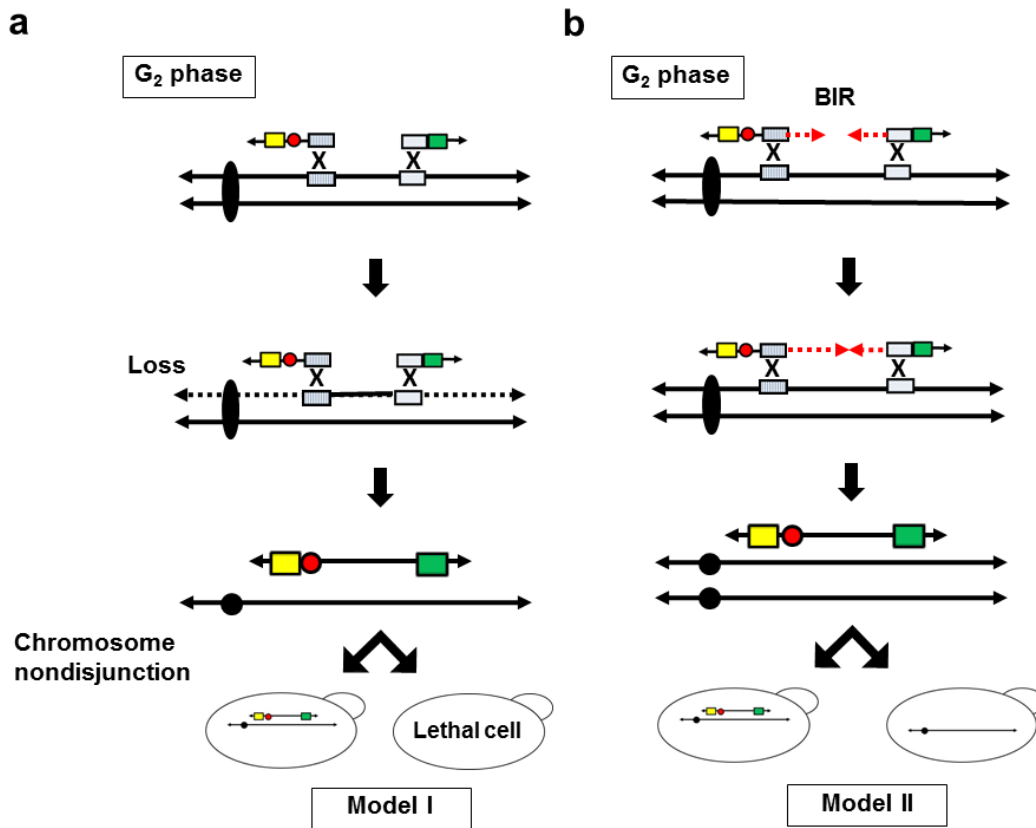 a
G₂ phase
X
X
Loss
X
X
Chromosome
nondisjunction
Lethal cell
Model I
b
G₂ phase
BIR
X
X
X
X
Model II